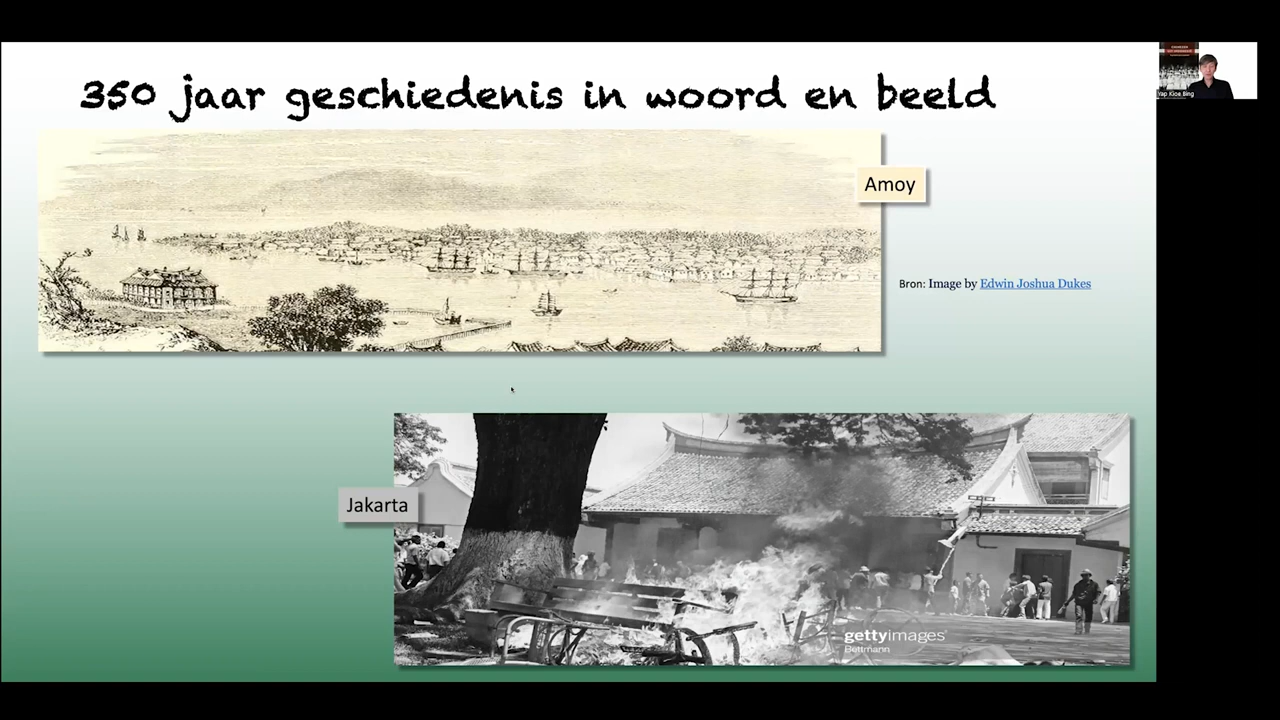 350 jaar geschiedenis in woord en beeld
Amoy
Bron: Image by Edwin Joshua Dukes
Jakarta
gettyimages®
Bettmann
Yap Kioe Bing